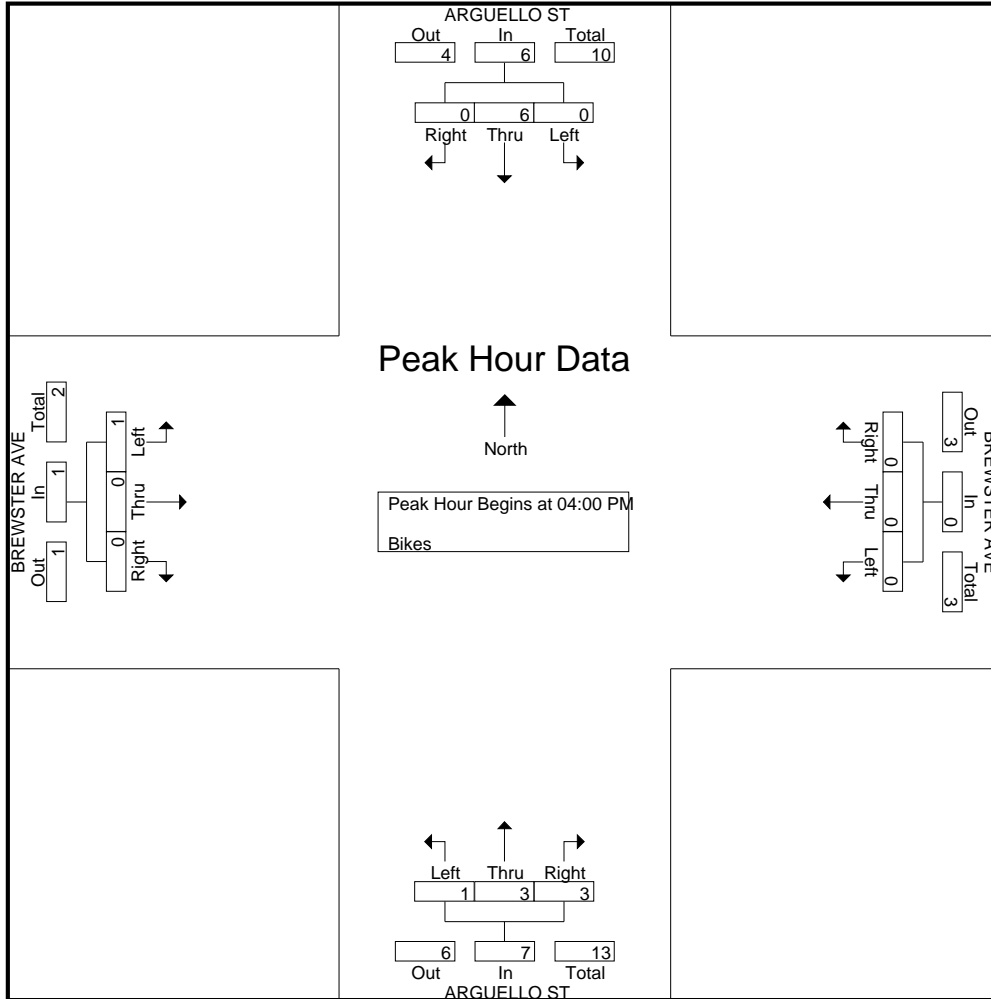 ARGUELLO ST
Out In Total
4 6 10
0 6 0
Right Thru Left
Peak Hour Data
North
Peak Hour Begins at 04:00 PM
Bikes
BREWSTER AVE
Total In Out
2 1 1
1 0 0
Left Thru Right
Right Thru Left
0 0 0
Out In Total
3 0 3
BREWSTER AVE
Left Thru Right
1 3 3
6 7 13
Out In Total
ARGUELLO ST